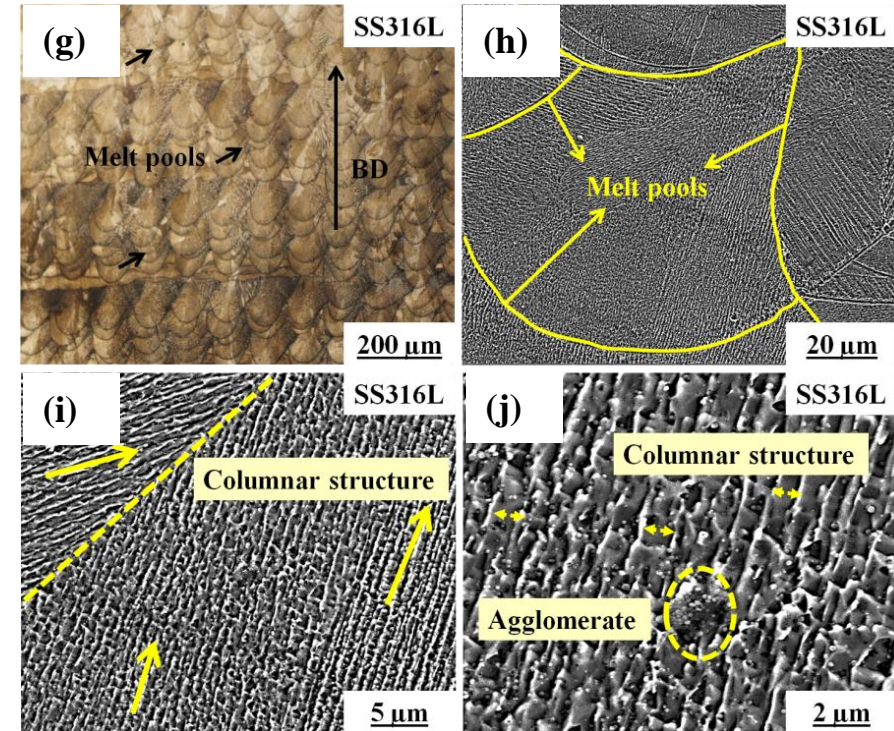 (g)
SS316L
Melt pools
BD
200 µm
(h)
SS316L
Melt pools
20 µm
(i)
SS316L
Columnar structure
5 µm
(j)
SS316L
Columnar structure
Agglomerate
2 µm